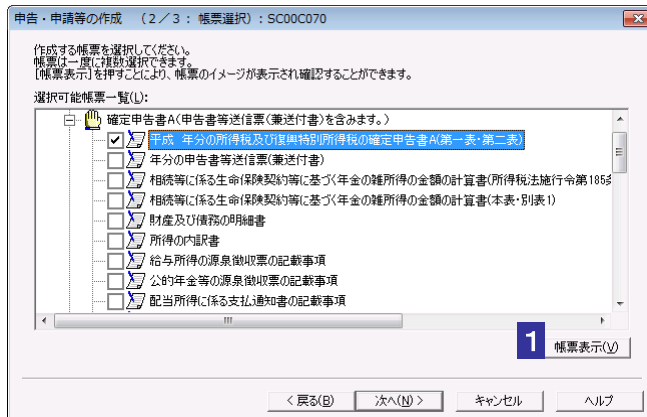 申告・申請等の作成　(2／3：帳票選択)：SC00C070
作成する帳票を選択してください。
帳票は一度に複数選択できます。
[帳票表示]を押すことにより、帳票のイメージが表示され確認することができます。
選択可能帳票一覧(L):
確定申告書A(申告書等送信票(兼送付書)を含みます。)
平成　年分の所得税及び復興特別所得税の確定申告書A(第一表・第二表)
年分の申告書等送信票(兼送付書)
相続等に係る生命保険契約等に基づく年金の雑所得の金額の計算書(所得税法施行令第185条
相続等に係る生命保険契約等に基づく年金の雑所得の金額の計算書(本表・別表1)
財産及び債務の明細書
所得の内訳書
給与所得の源泉徴収票の記載事項
公的年金等の源泉徴収票の記載事項
配当所得に係る支払通知書の記載事項
1 帳票表示(V)
< 戻る(B) 次へ(N) > キャンセル ヘルプ